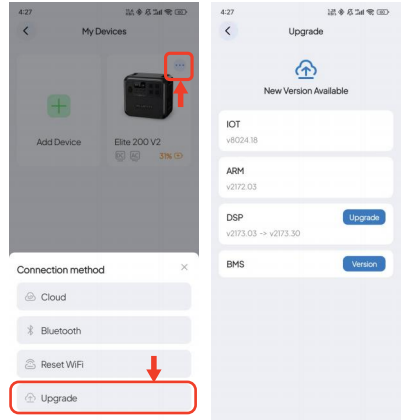 4:27
My Devices
Add Device
Elite 200 V2
31%
Connection method
Cloud
Bluetooth
Reset WiFi
Upgrade
4:27
Upgrade
New Version Available
IOT
v8024.18
ARM
v2172.03
DSP
Upgrade
v2173.03 -> v2173.30
BMS
Version